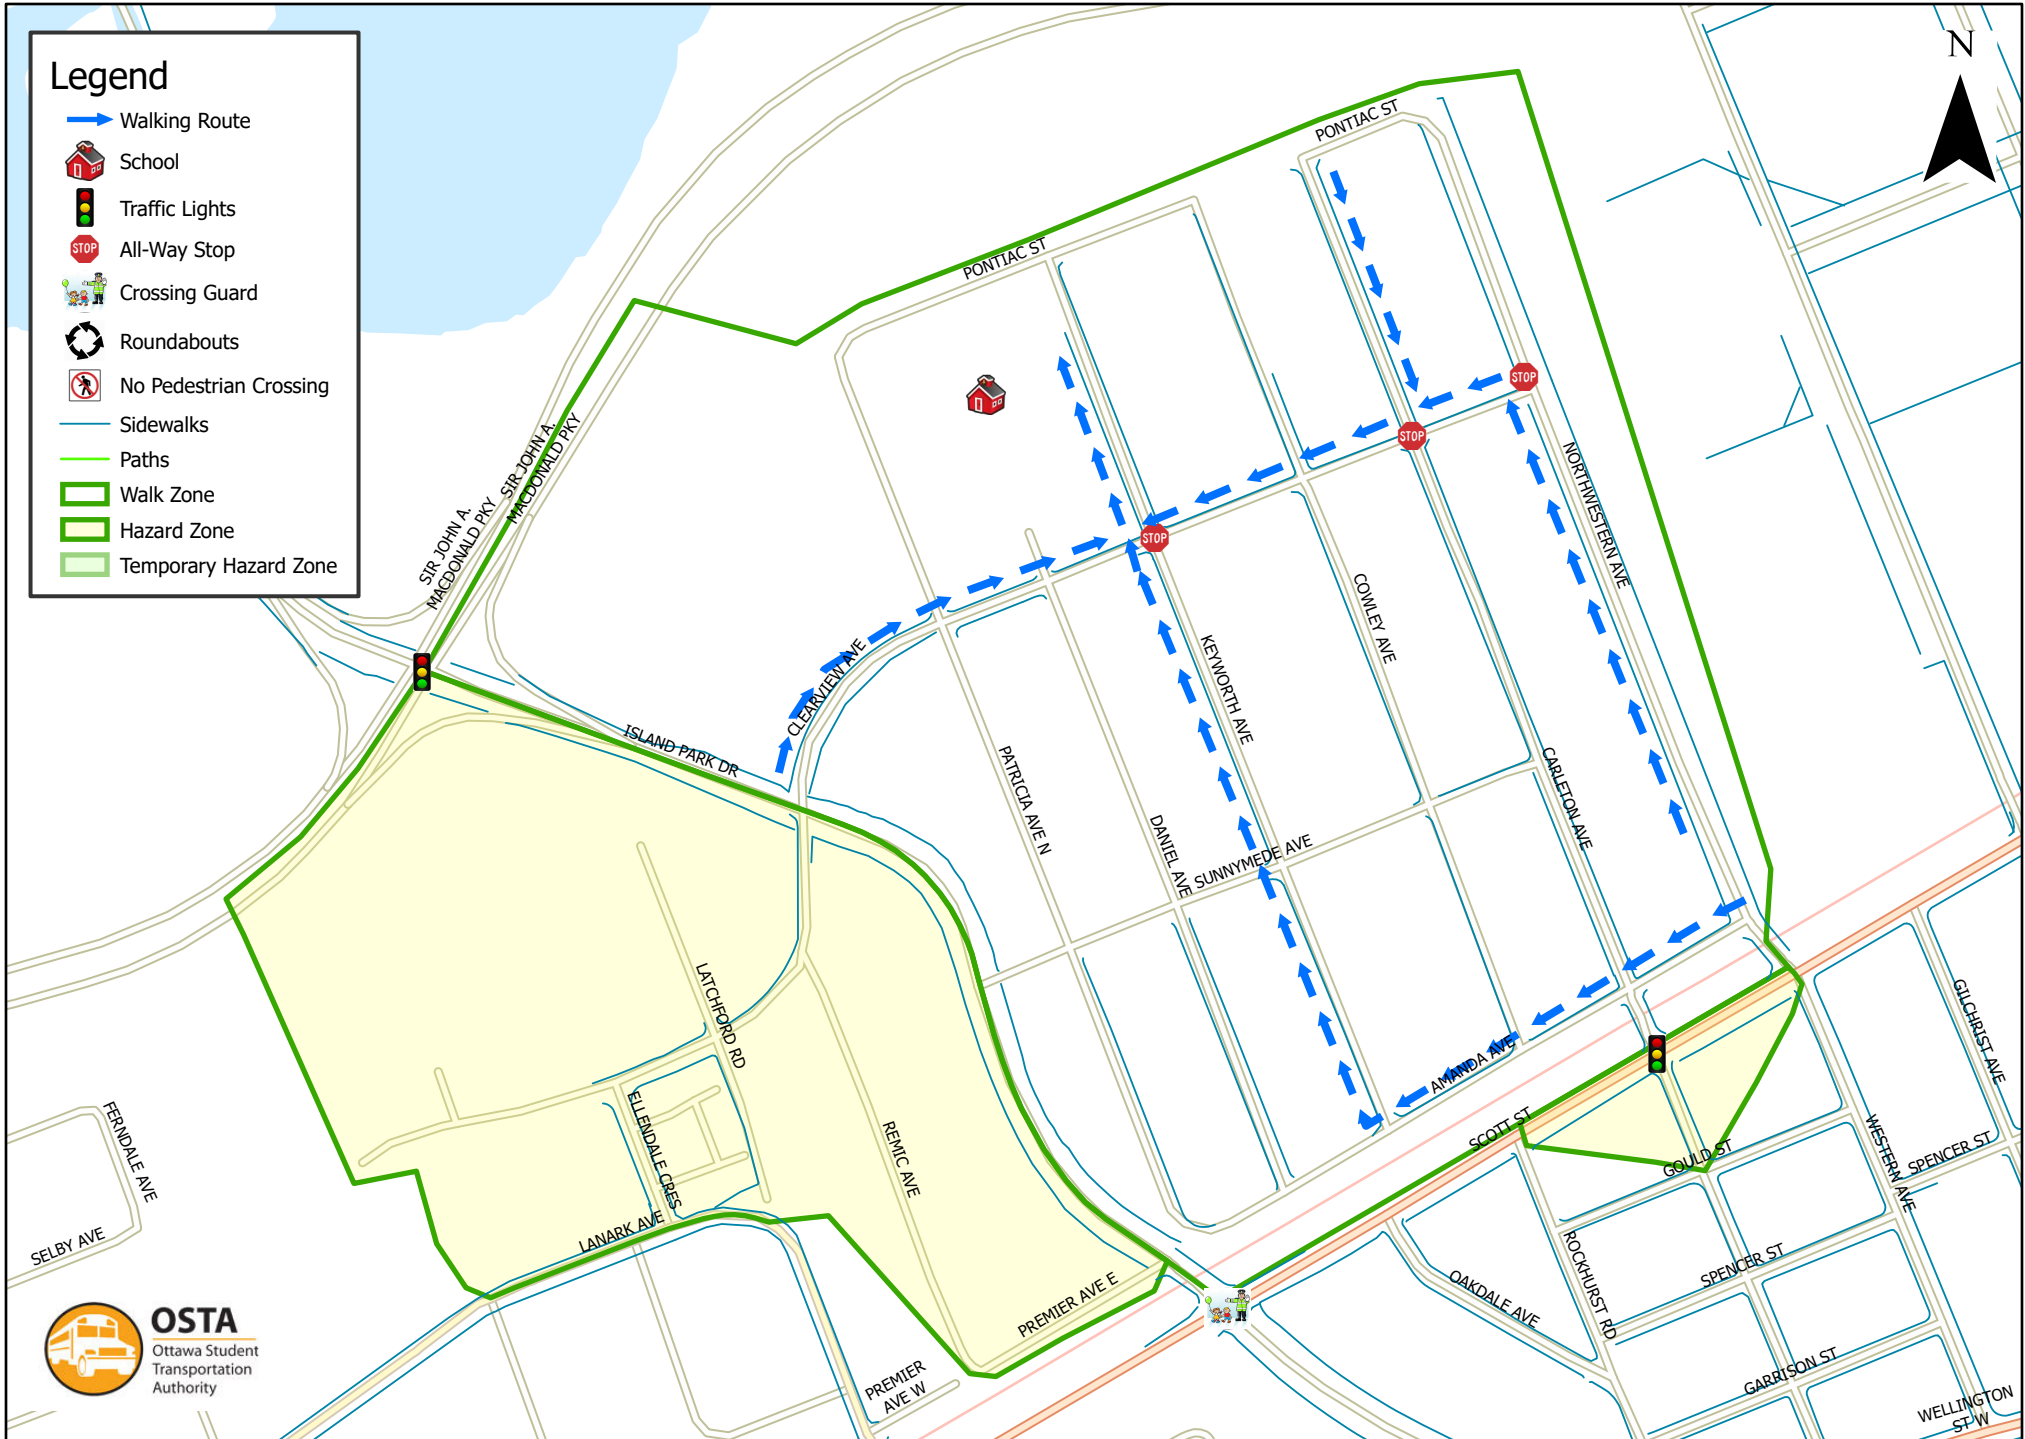 Legend
Walking Route
School
Traffic Lights
STOP
All-Way Stop
Crossing Guard
Roundabouts
No Pedestrian Crossing
Sidewalks
Paths
Walk Zone
Hazard Zone
Temporary Hazard Zone
N
PONTIAC ST
PONTIAC ST
STOP
STOP
STOP
SIR JOHN A.
MACDONALD PKY
SIR JOHN A.
MACDONALD PKY
NORTHWESTERN AVE
COWLEY AVE
KEYWORTH AVE
CLEARVIEW AVE
ISLAND PARK DR
PATRICIA AVE N
DANIEL AVE
SUNNYMEDE AVE
CARLETON AVE
LATCHFORD RD
ELLENDALE CRES
REMIC AVE
AMANDA AVE
SCOTT ST
GOULD ST
GILCHRIST AVE
WESTERN AVE
SPENCER ST
SPENCER ST
ROCKHURST RD
OAKDALE AVE
GARRISON ST
WELLINGTON
ST W
FERNDALE AVE
SELBY AVE
LANARK AVE
PREMIER AVE E
PREMIER
AVE W
OSTA
Ottawa Student
Transportation
Authority